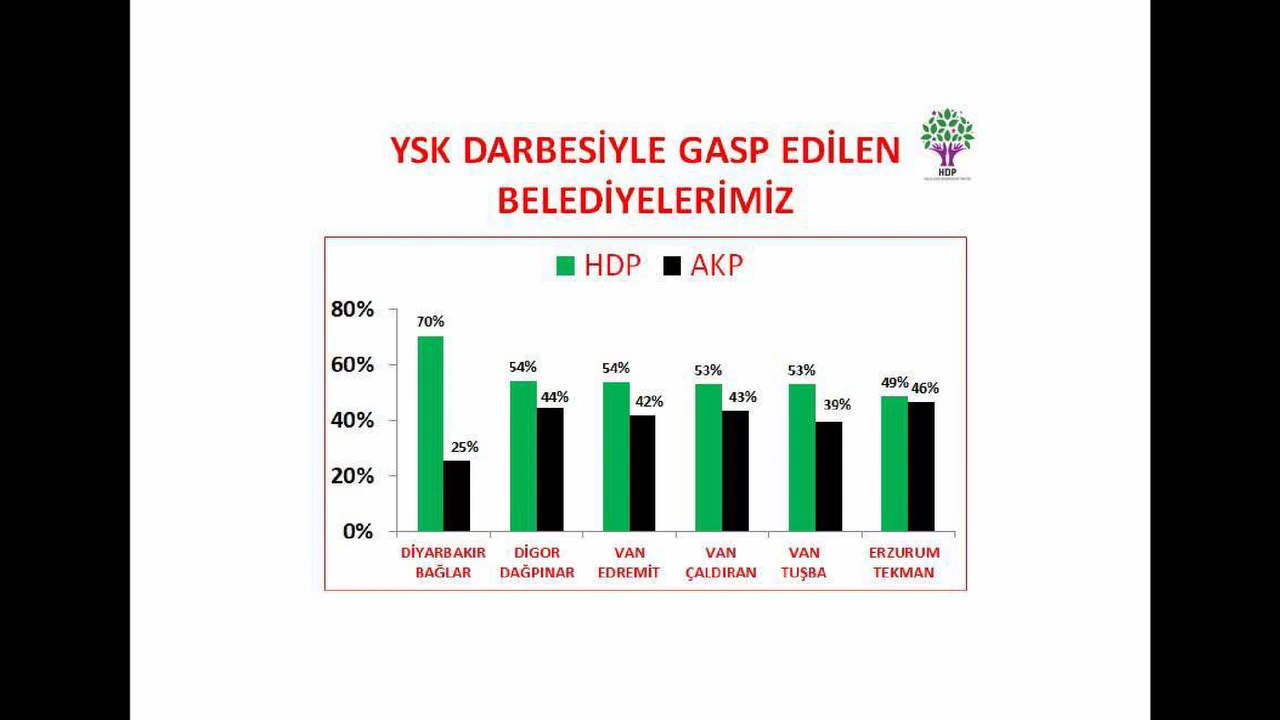 YSK DARBESİYLE GASP EDİLEN
BELEDİYELERİMİZ
HDP
HDP AKP
80%
60%
40%
20%
0%
70% 25%
54% 44%
54% 42%
53% 43%
53% 39%
49% 46%
DİYARBAKIR
BAĞLAR
DİGOR
DAĞPINAR
VAN
EDREMİT
VAN
ÇALDIRAN
VAN
TUŞBA
ERZURUM
TEKMAN